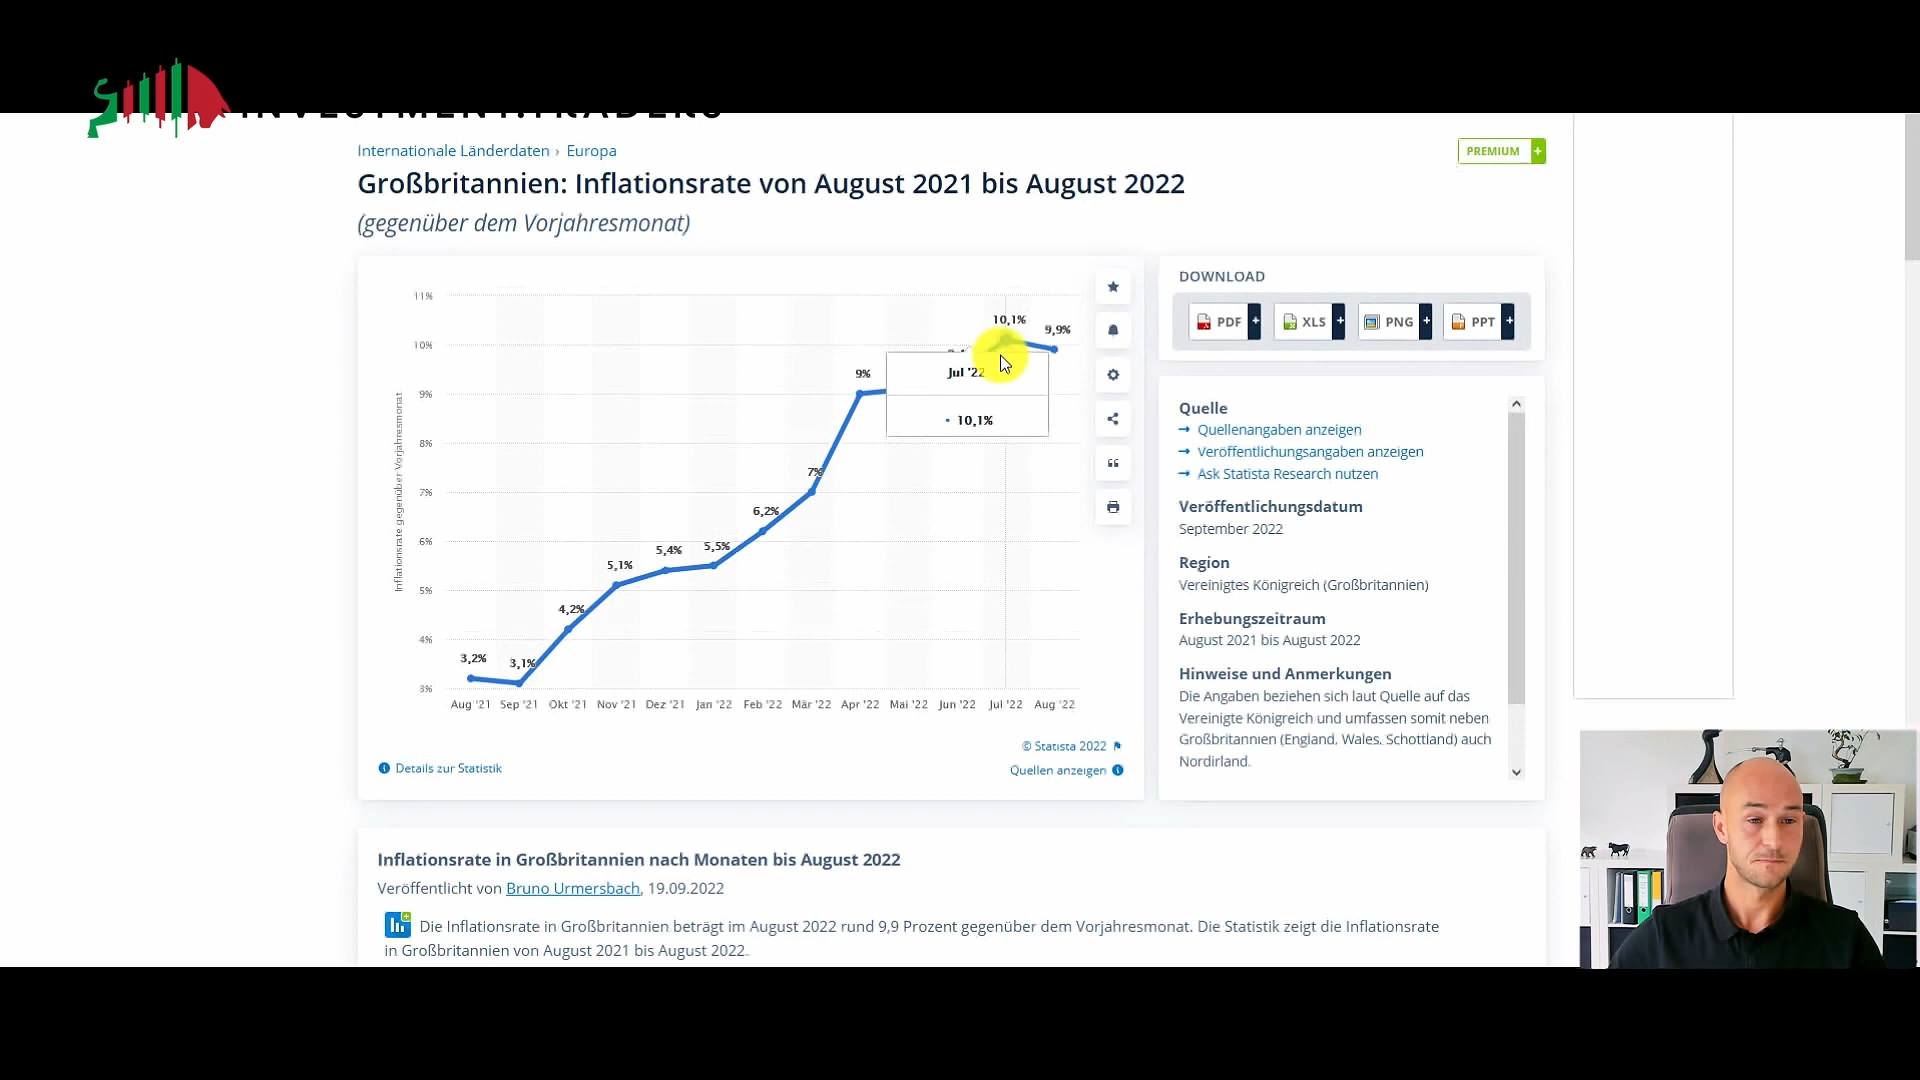 INVESTMENT.TRADERS
Internationale Länderdaten › Europa
PREMIUM +
Großbritannien: Inflationsrate von August 2021 bis August 2022
(gegenüber dem Vorjahresmonat)
11%
10%
9%
8%
7%
6%
5%
4%
3%
Inflationsrate gegenüber Vorjahresmonat
3,2%
3,1%
4,2%
5,1%
5,4%
5,5%
6,2%
7%
9%
10,1%
9,9%
Jul '22
10,1%
Aug '21 Sep '21 Okt '21 Nov '21 Dez '21 Jan '22 Feb '22 Mär '22 Apr '22 Mai '22 Jun '22 Jul '22 Aug '22
© Statista 2022
Details zur Statistik
Quellen anzeigen
DOWNLOAD
PDF + XLS + PNG + PPT +
Quelle
→ Quellenangaben anzeigen
→ Veröffentlichungsangaben anzeigen
→ Ask Statista Research nutzen
Veröffentlichungsdatum
September 2022
Region
Vereinigtes Königreich (Großbritannien)
Erhebungszeitraum
August 2021 bis August 2022
Hinweise und Anmerkungen
Die Angaben beziehen sich laut Quelle auf das
Vereinigte Königreich und umfassen somit neben
Großbritannien (England, Wales, Schottland) auch
Nordirland.
Inflationsrate in Großbritannien nach Monaten bis August 2022
Veröffentlicht von Bruno Urmersbach, 19.09.2022
Die Inflationsrate in Großbritannien beträgt im August 2022 rund 9,9 Prozent gegenüber dem Vorjahresmonat. Die Statistik zeigt die Inflationsrate
in Großbritannien von August 2021 bis August 2022.